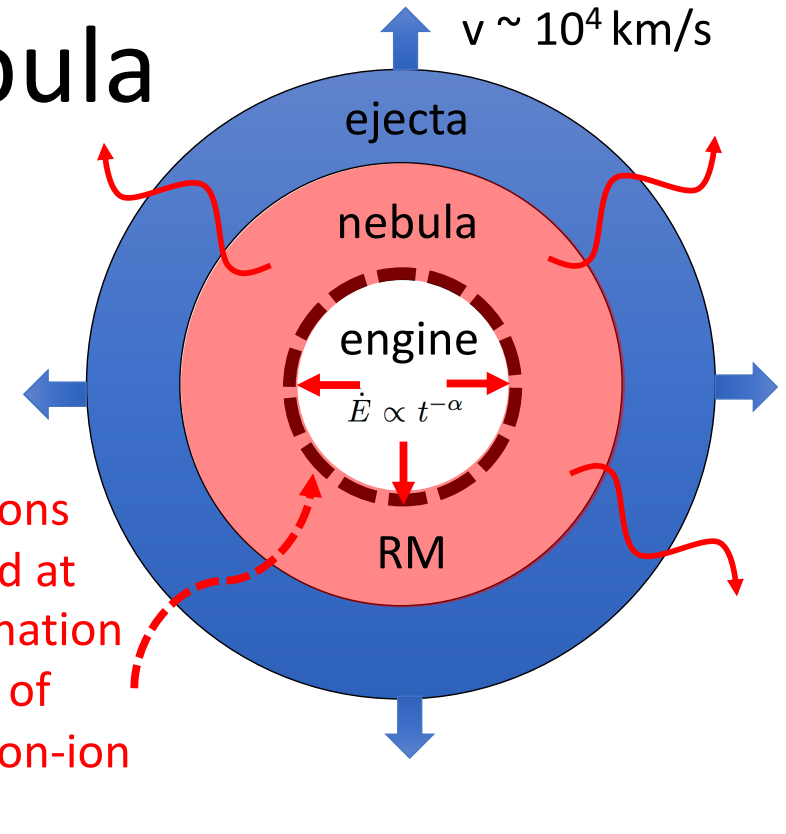 bula
v ~ 10⁴ km/s
ejecta
nebula
engine
Ė ∝ t^{-α}
RM
ons
d at
nation
of
on-ion